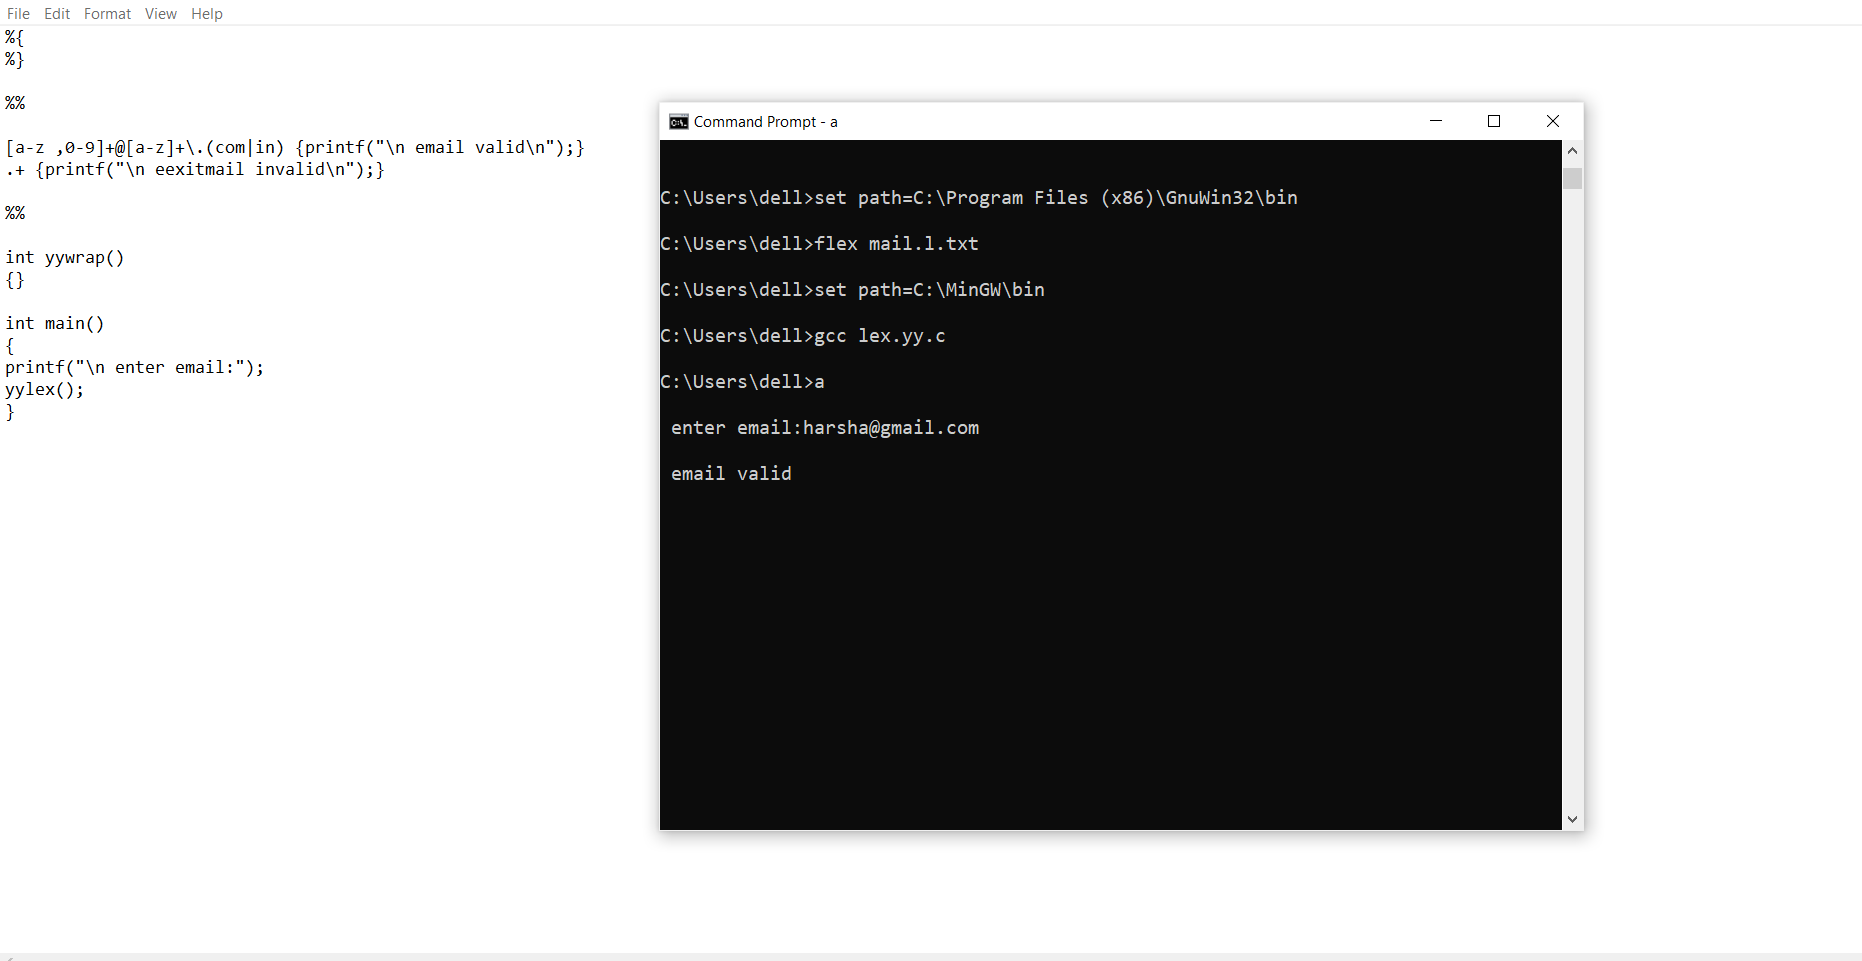 File Edit Format View Help
%{
%}
%%
[a-z ,0-9]+@[a-z]+\.(com|in) {printf("\n email valid\n");}
.+ {printf("\n eexitmail invalid\n");}
%%
int yywrap()
{}
int main()
{
printf("\n enter email:");
yylex();
}
Command Prompt - a
C:\Users\dell>set path=C:\Program Files (x86)\GnuWin32\bin
C:\Users\dell>flex mail.l.txt
C:\Users\dell>set path=C:\MinGW\bin
C:\Users\dell>gcc lex.yy.c
C:\Users\dell>a
enter email:harsha@gmail.com
email valid